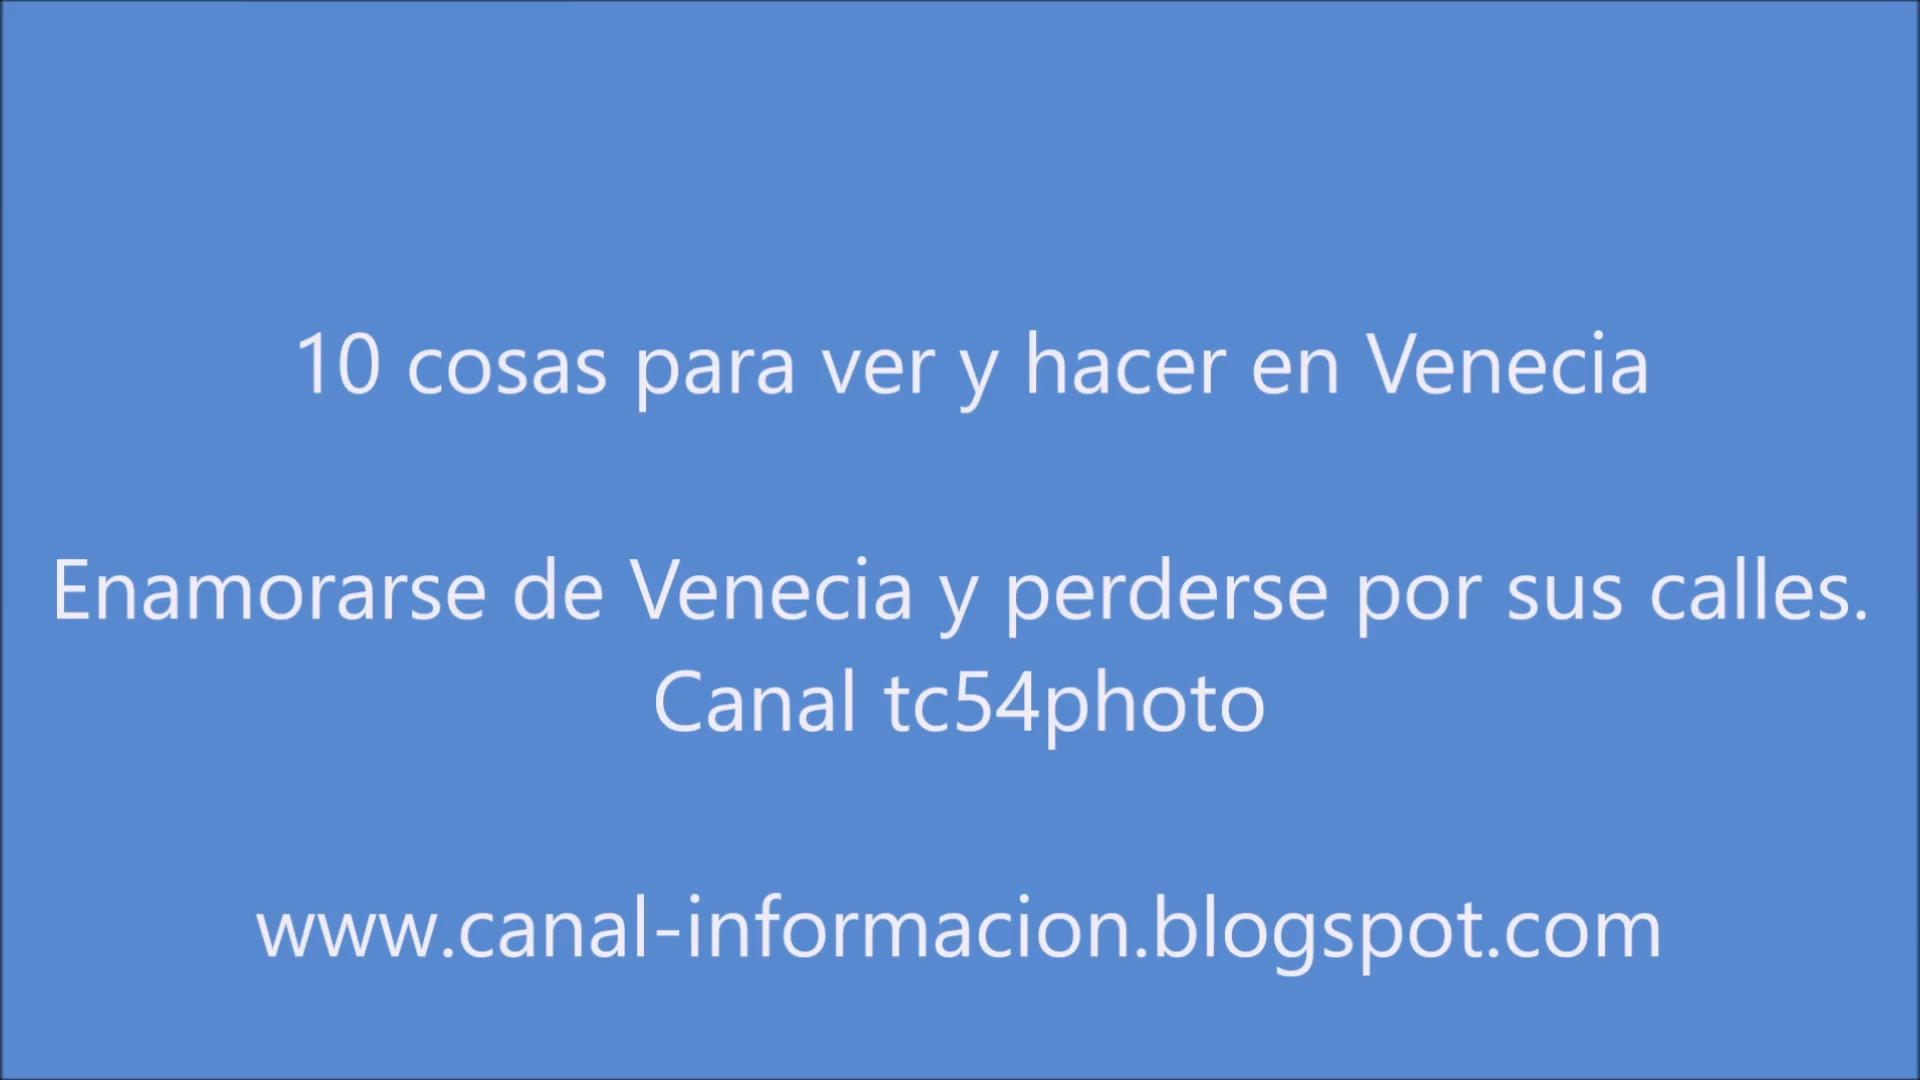 10 cosas para ver y hacer en Venecia
Enamorarse de Venecia y perderse por sus calles.
Canal tc54photo
www.canal-informacion.blogspot.com